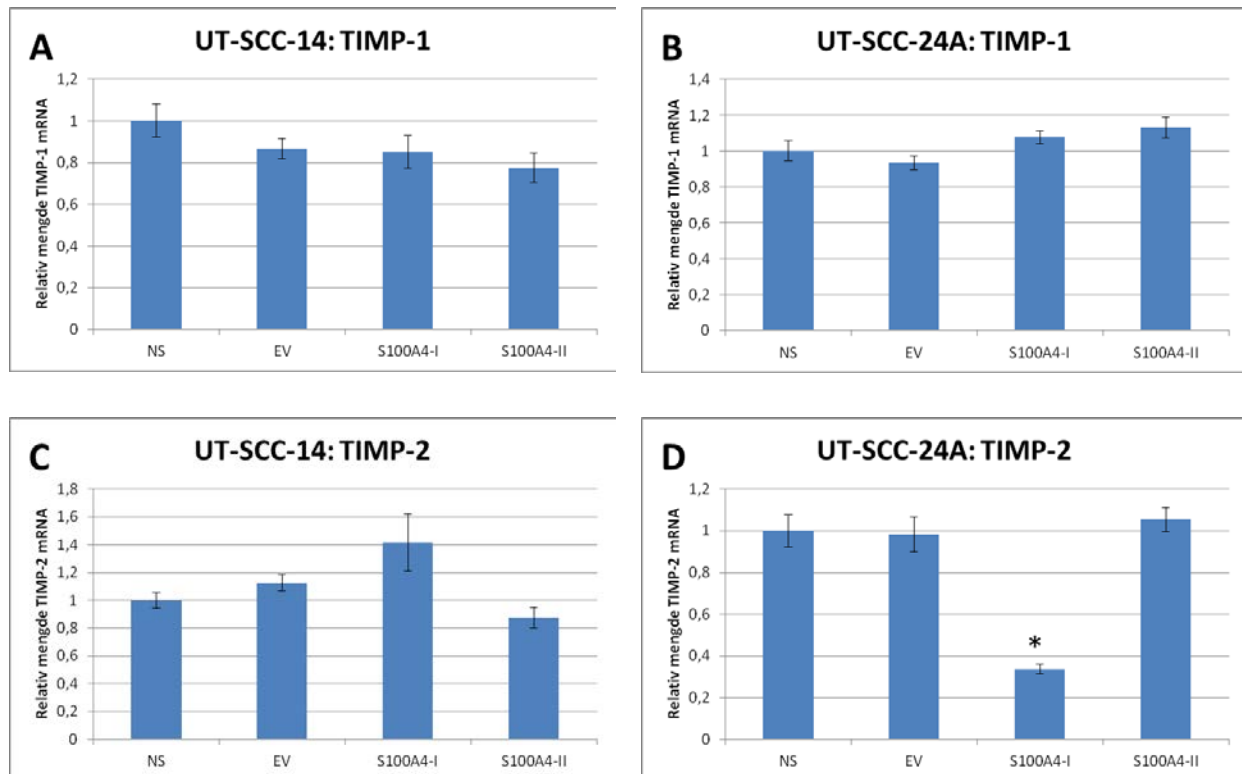 A
UT-SCC-14: TIMP-1
Relativ mengde TIMP-1 mRNA
1,2
1
0,8
0,6
0,4
0,2
0
NS EV S100A4-I S100A4-II
B
UT-SCC-24A: TIMP-1
Relativ mengde TIMP-1 mRNA
1,4
1,2
1
0,8
0,6
0,4
0,2
0
NS EV S100A4-I S100A4-II
C
UT-SCC-14: TIMP-2
Relativ mengde TIMP-2 mRNA
1,8
1,6
1,4
1,2
1
0,8
0,6
0,4
0,2
0
NS EV S100A4-I S100A4-II
D
UT-SCC-24A: TIMP-2
Relativ mengde TIMP-2 mRNA
1,2
1
0,8
0,6
0,4
0,2
0
*
NS EV S100A4-I S100A4-II